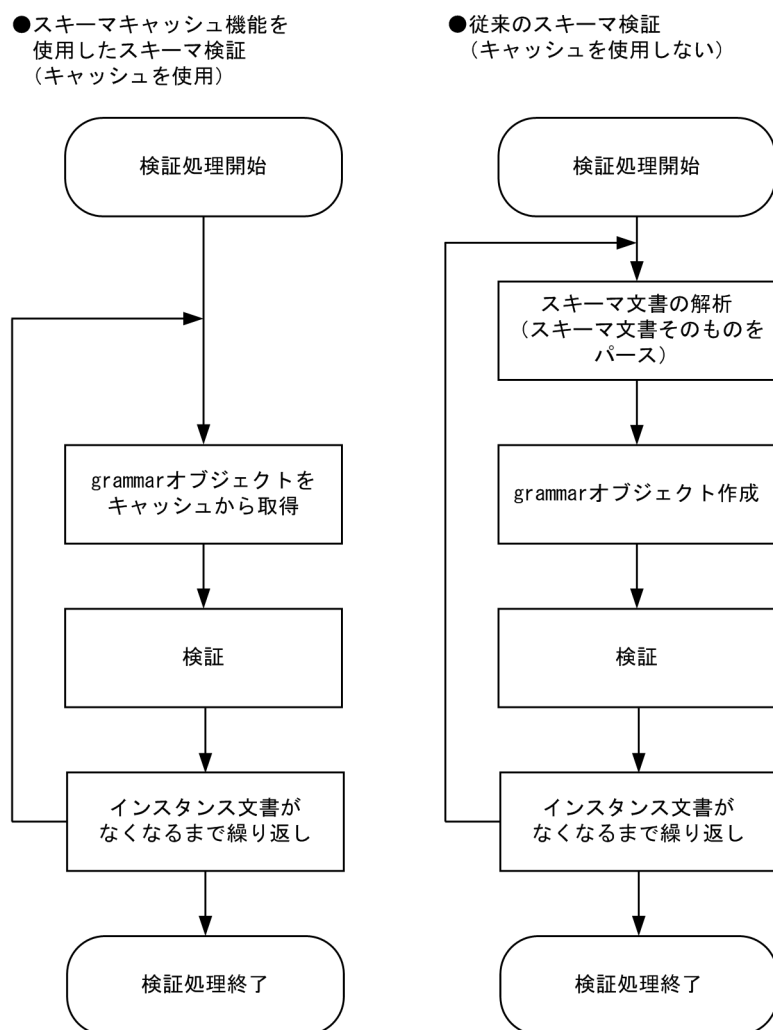 ●スキーマキャッシュ機能を
使用したスキーマ検証
（キャッシュを使用）
検証処理開始
grammarオブジェクトを
キャッシュから取得
検証
インスタンス文書が
なくなるまで繰り返し
検証処理終了
●従来のスキーマ検証
（キャッシュを使用しない）
検証処理開始
スキーマ文書の解析
（スキーマ文書そのものを
パース）
grammarオブジェクト作成
検証
インスタンス文書が
なくなるまで繰り返し
検証処理終了